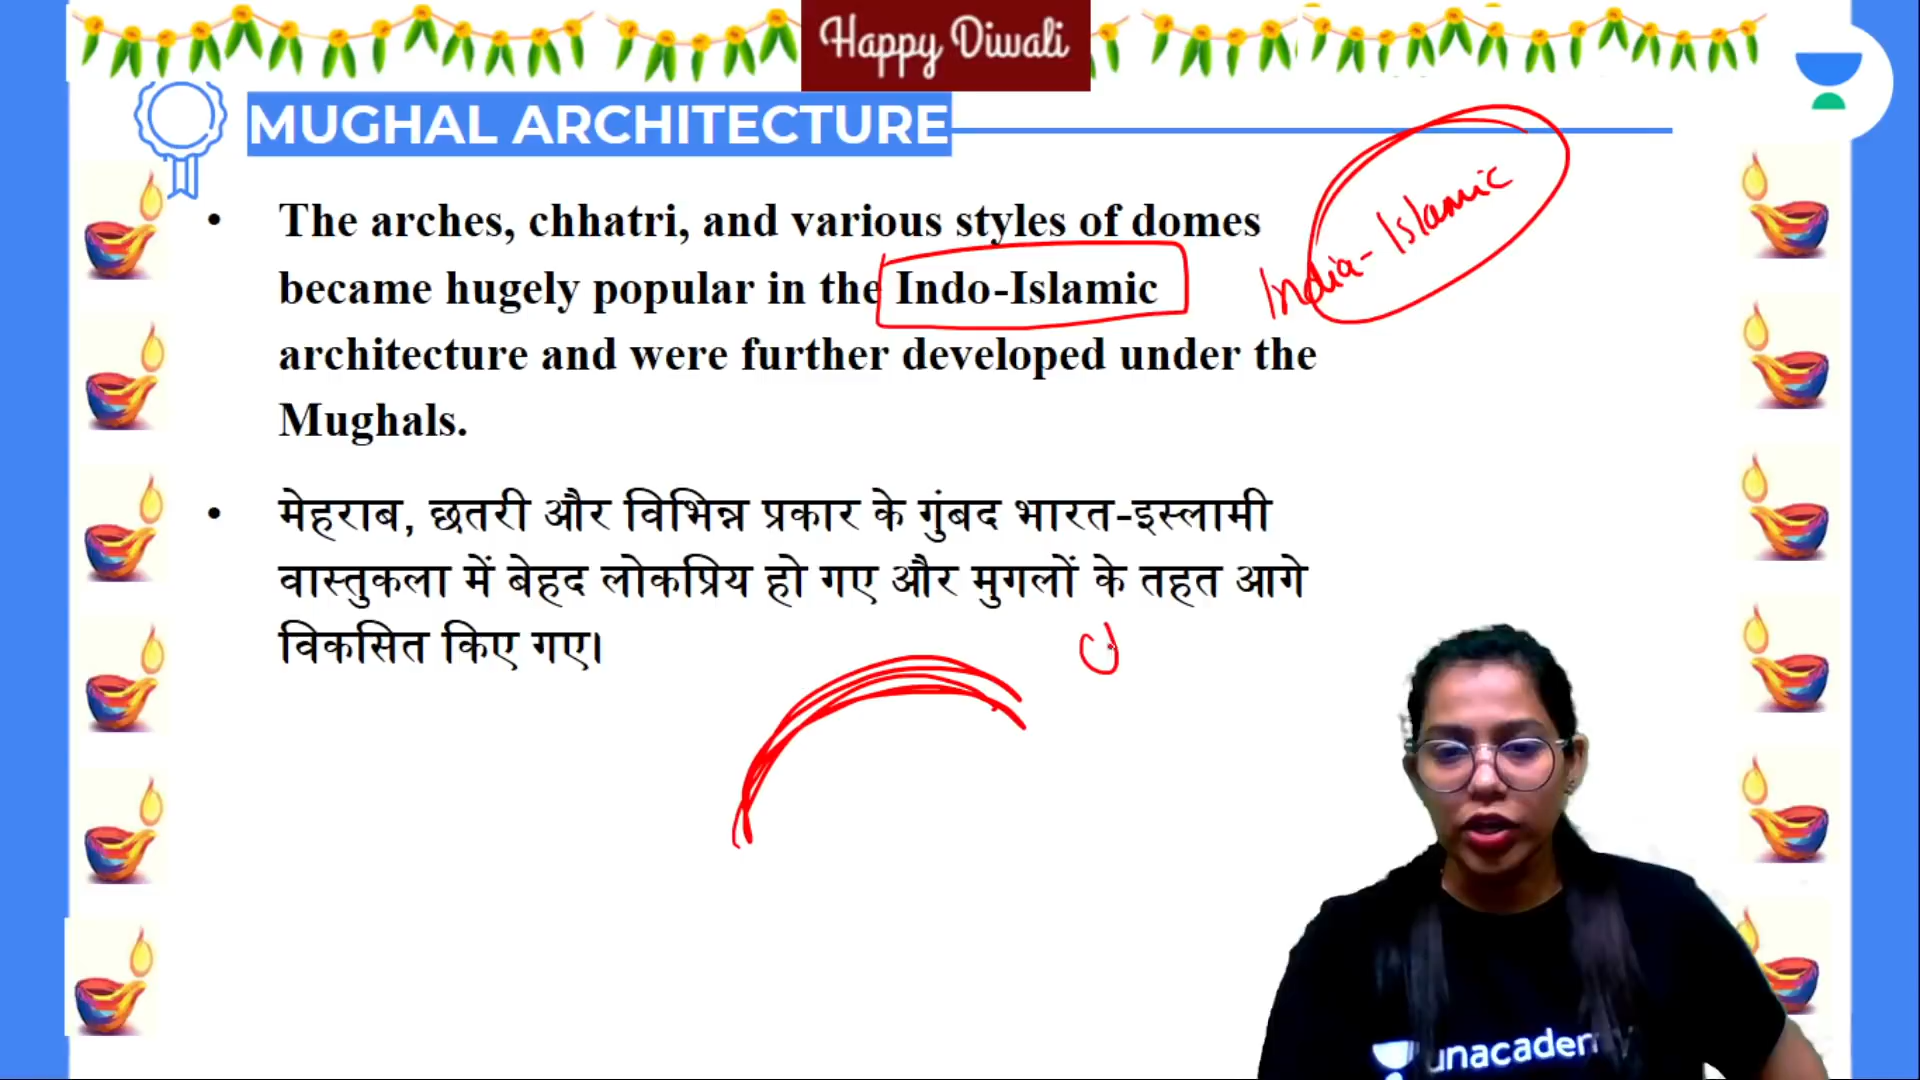 Happy Diwali
MUGHAL ARCHITECTURE
• The arches, chhatri, and various styles of domes
became hugely popular in the Indo-Islamic
architecture and were further developed under the
Mughals.
India-Islamic
• मेहराब, छतरी और विभिन्न प्रकार के गुंबद भारत-इस्लामी
वास्तुकला में बेहद लोकप्रिय हो गए और मुगलों के तहत आगे
विकसित किए गए।